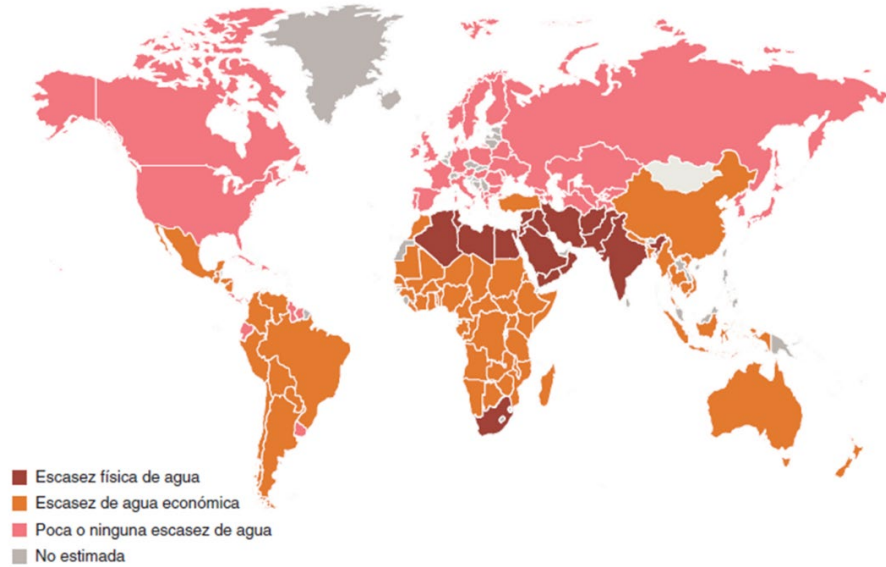 Escasez física de agua
Escasez de agua económica
Poca o ninguna escasez de agua
No estimada